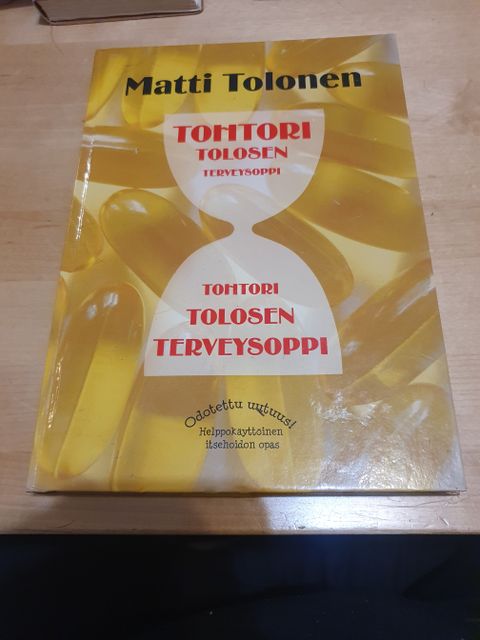 Matti Tolonen
TOHTORI
TOLOSEN
TERVEYSOPPI
TOHTORI
TOLOSEN
TERVEYSOPPI
Odotettu uutuus!
Helppokäyttöinen
itsehoidon opas